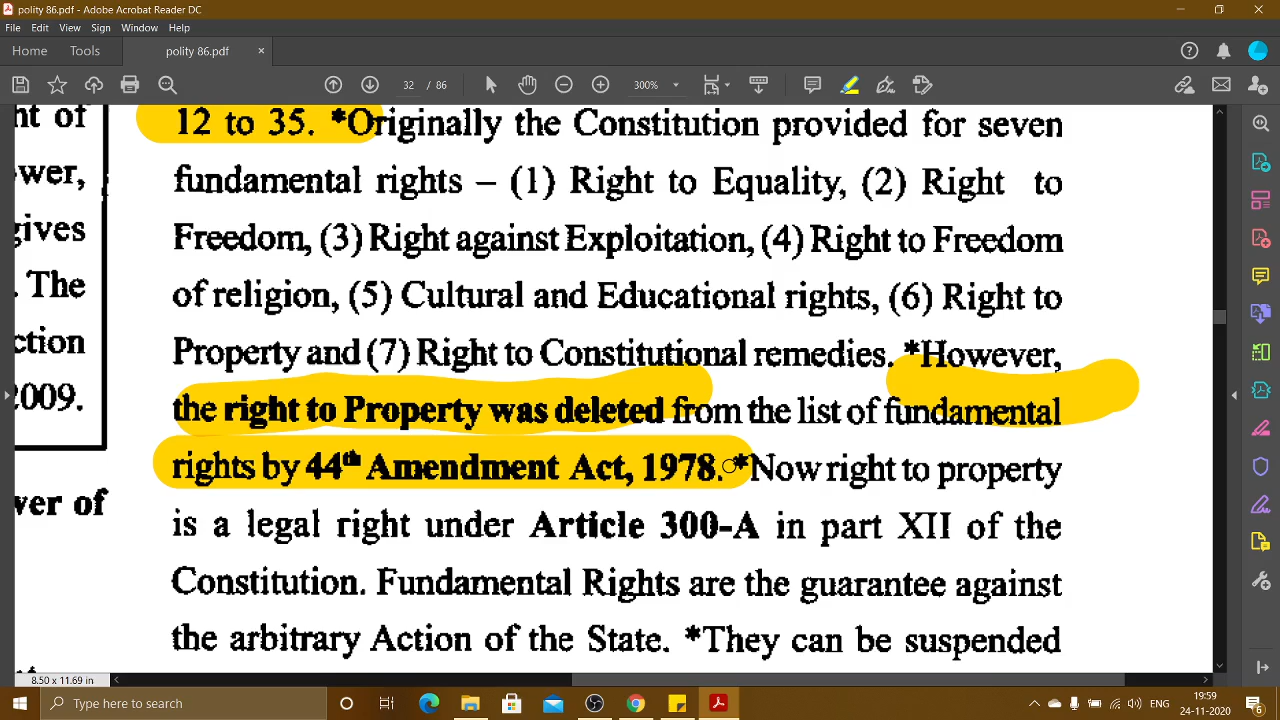 polity 86.pdf - Adobe Acrobat Reader DC
File Edit View Sign Window Help
Home Tools polity 86.pdf ×
32 / 86 300%
12 to 35. *Originally the Constitution provided for seven
fundamental rights – (1) Right to Equality, (2) Right to
Freedom, (3) Right against Exploitation, (4) Right to Freedom
of religion, (5) Cultural and Educational rights, (6) Right to
Property and (7) Right to Constitutional remedies. *However,
the right to Property was deleted from the list of fundamental
rights by 44th Amendment Act, 1978. *Now right to property
is a legal right under Article 300-A in part XII of the
Constitution. Fundamental Rights are the guarantee against
the arbitrary Action of the State. *They can be suspended
of
gives
The
2009.
of
8.50 x 11.69 in
Type here to search
19:59
24-11-2020
6